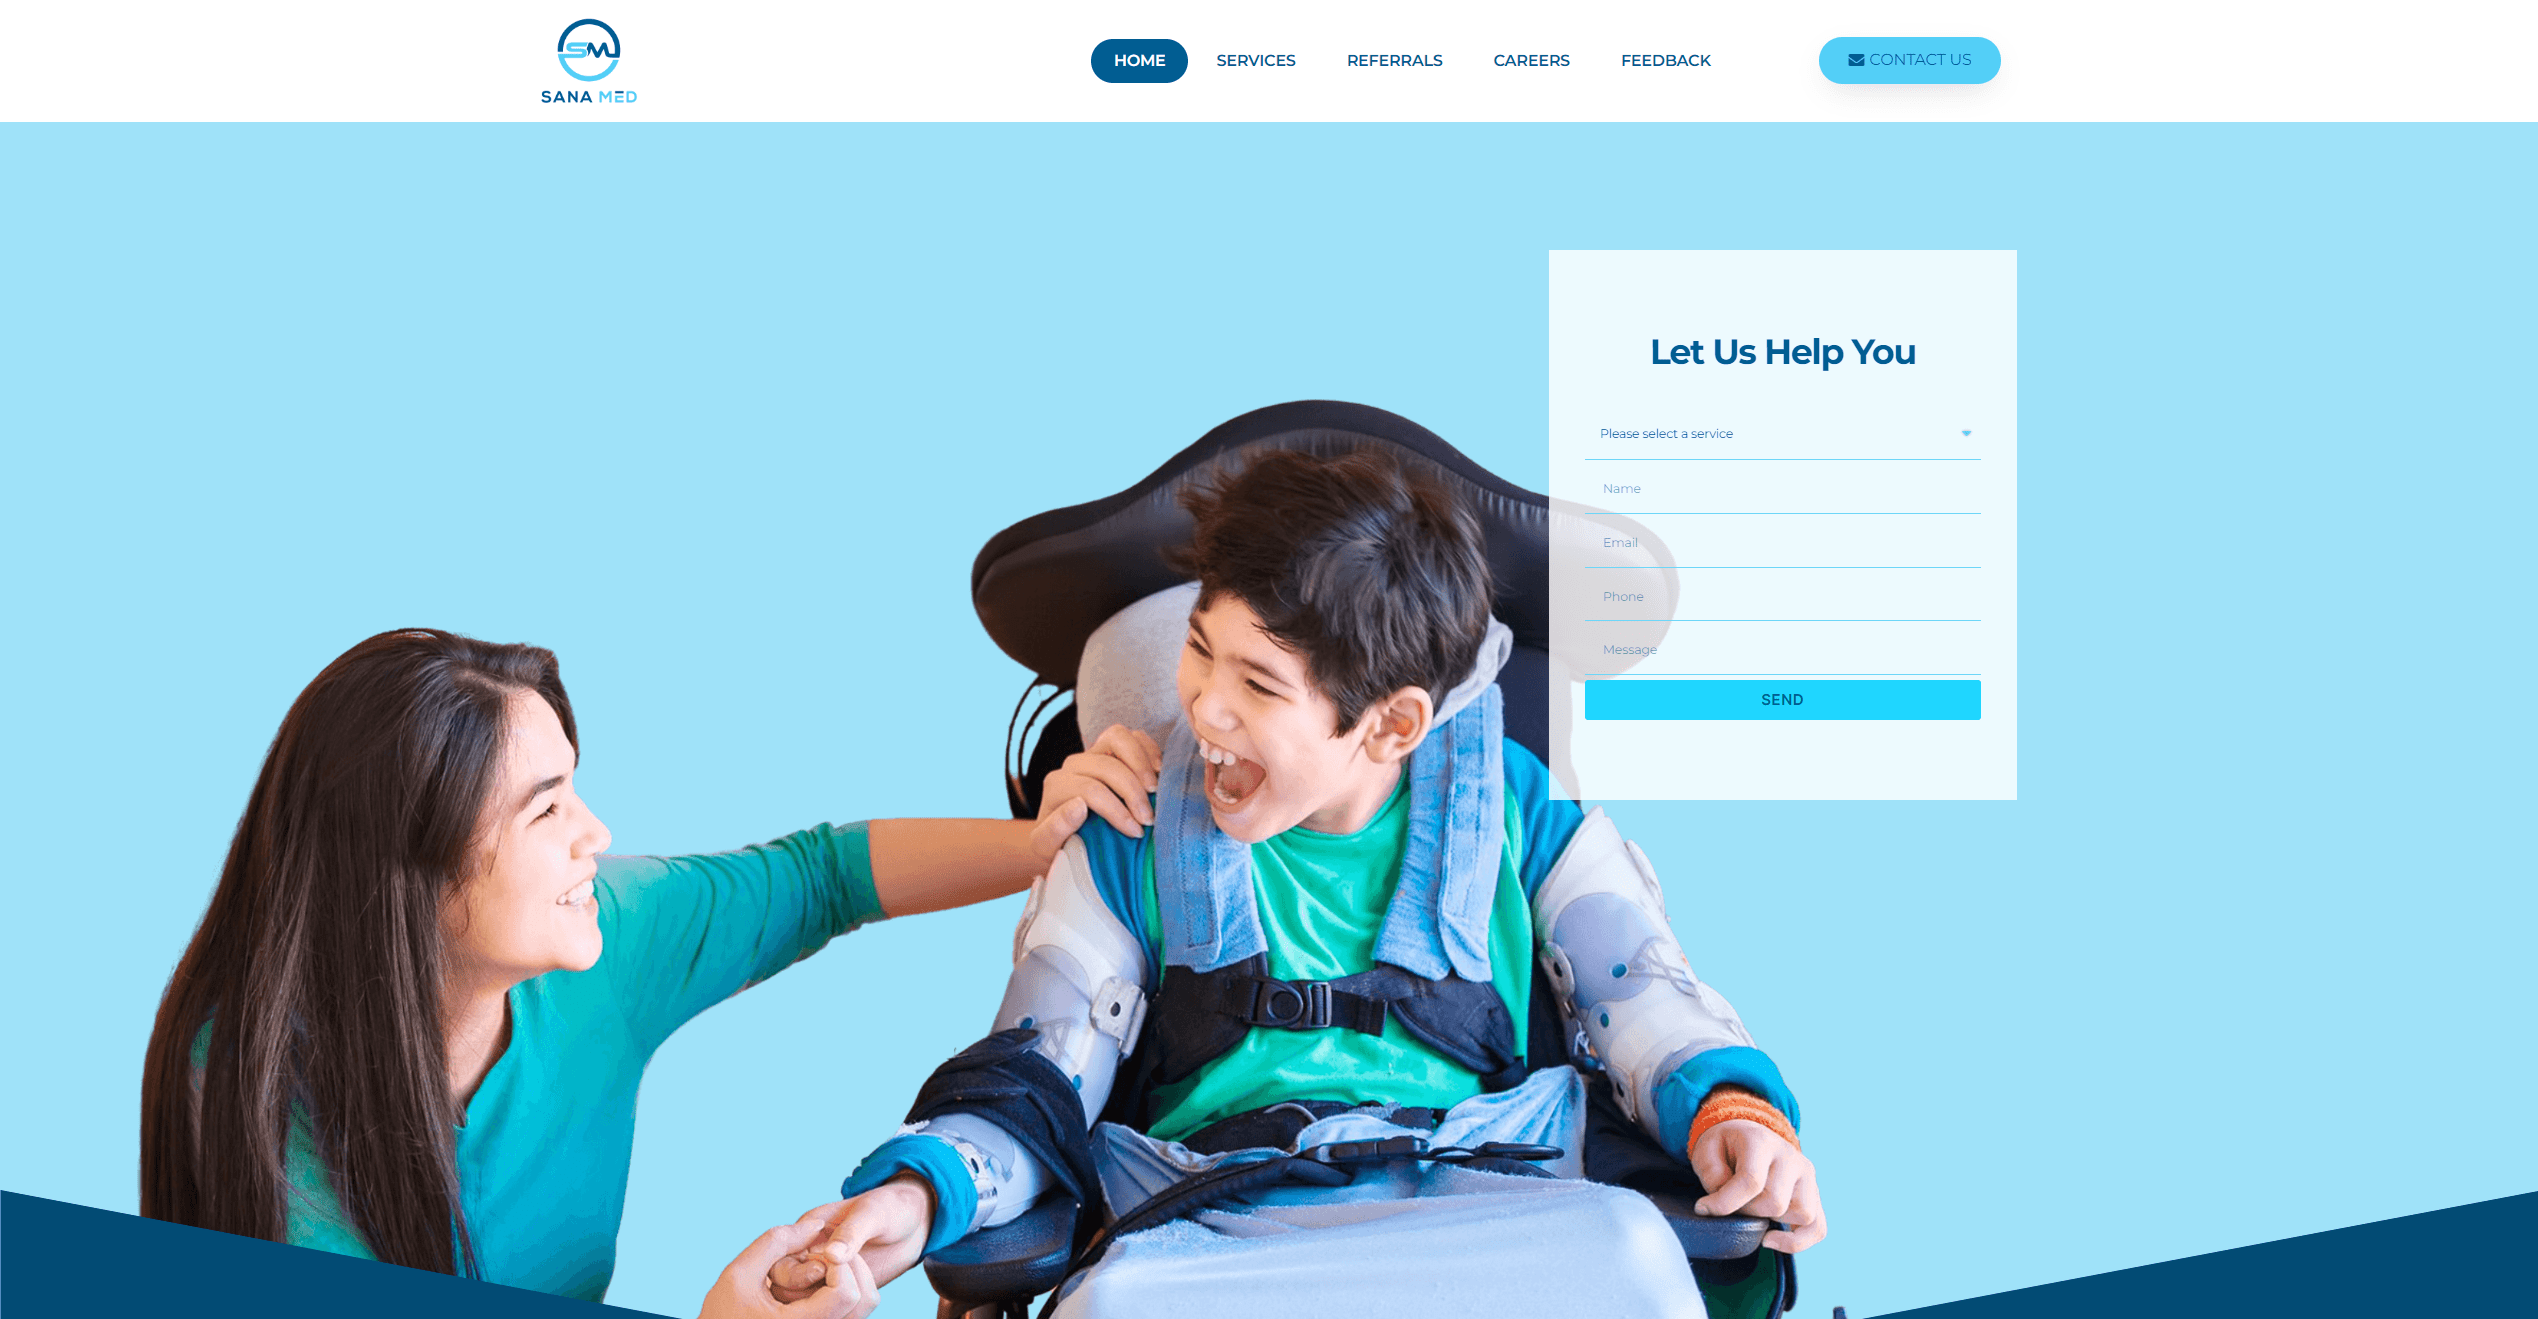 SM
SANA MED
HOME
SERVICES
REFERRALS
CAREERS
FEEDBACK
CONTACT US
Let Us Help You
Please select a service
Name
Email
Phone
Message
SEND